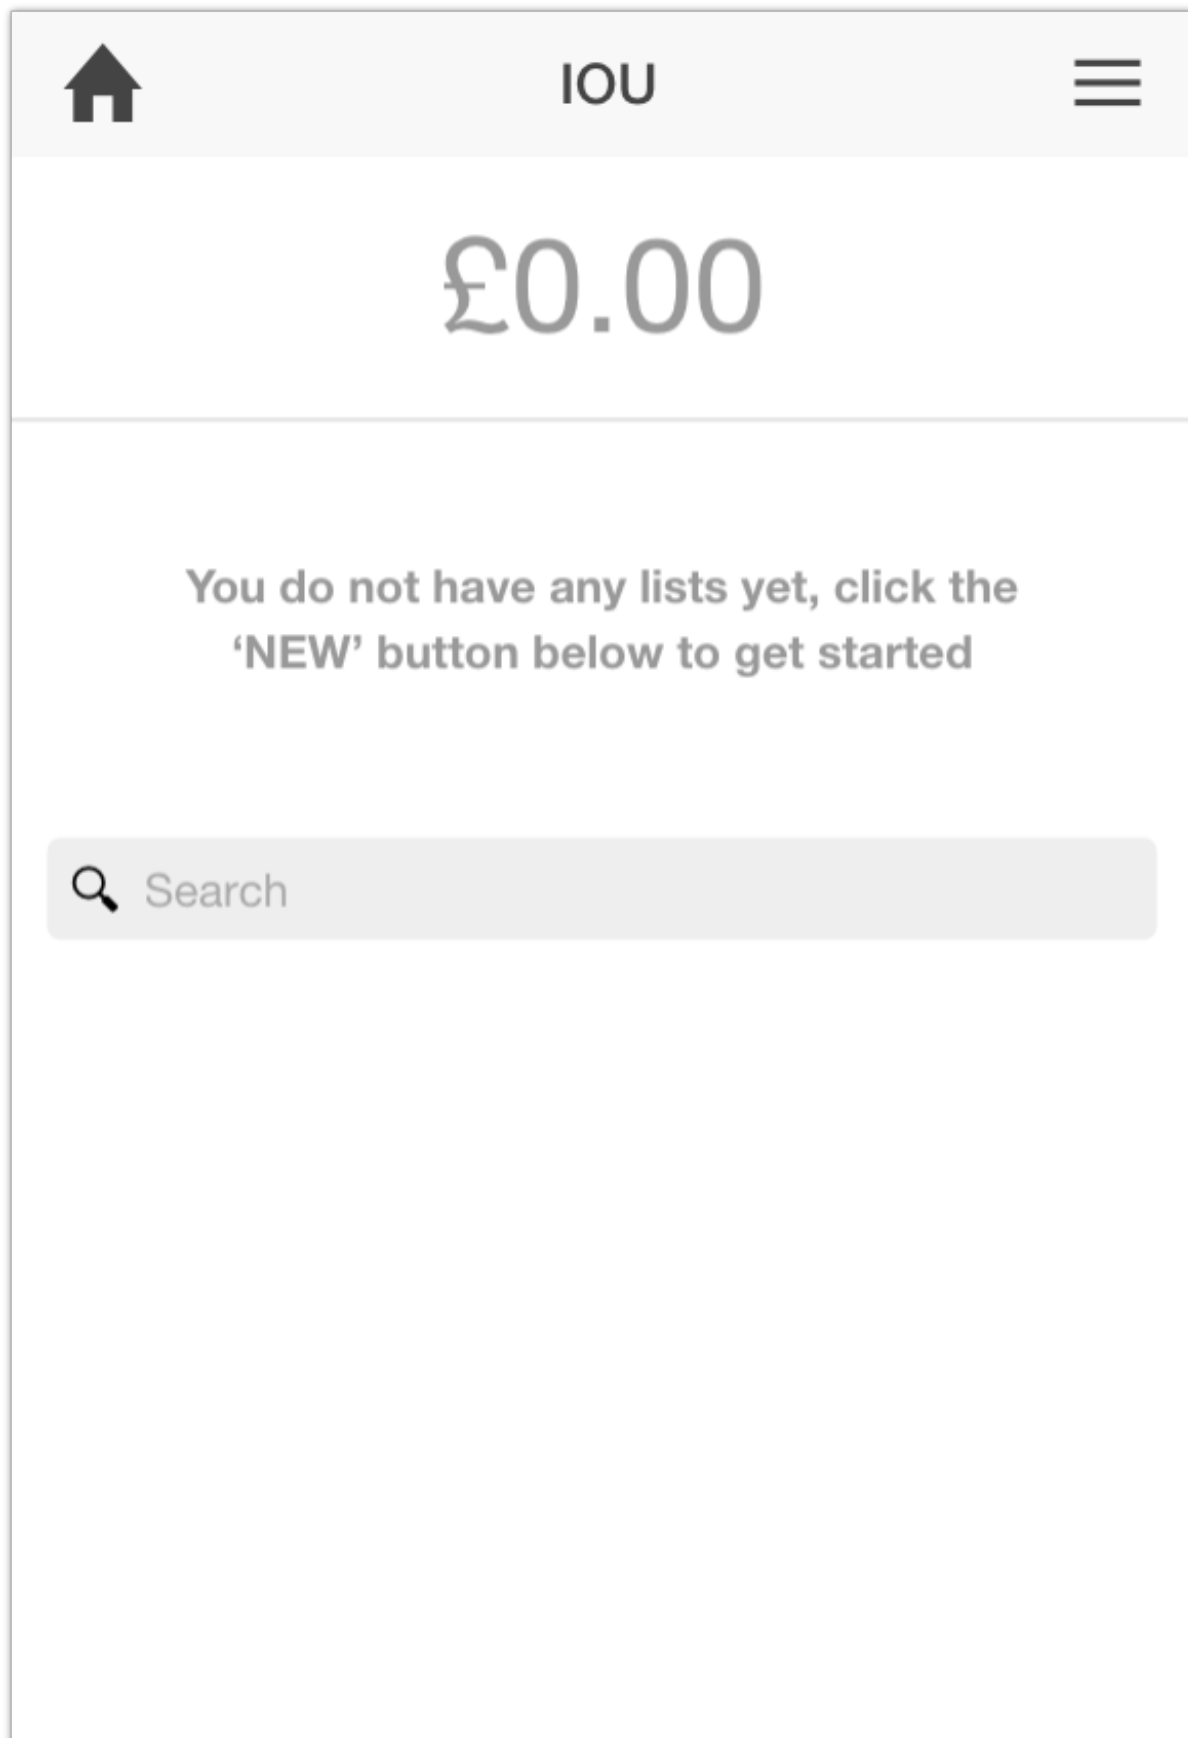 IOU
£0.00
You do not have any lists yet, click the
‘NEW’ button below to get started
Search